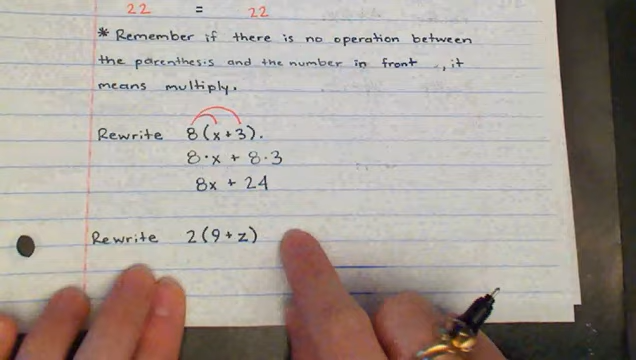 22 = 22
* Remember if there is no operation between
the parenthesis and the number in front , it
means multiply.
Rewrite 8(x+3).
8·x + 8·3
8x + 24
Rewrite 2(9+z)